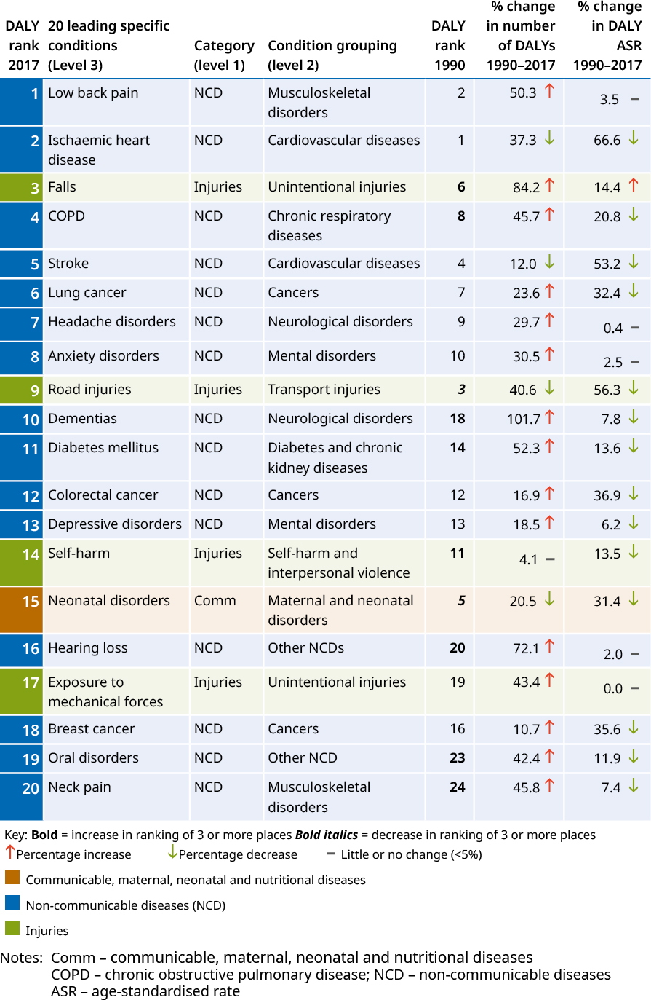 DALY rank 2017 | 20 leading specific conditions (Level 3) | Category (level 1) | Condition grouping (level 2) | DALY rank 1990 | % change in number of DALYs 1990–2017 | % change in DALY ASR 1990–2017
1 | Low back pain | NCD | Musculoskeletal disorders | 2 | 50.3 ↑ | 3.5 –
2 | Ischaemic heart disease | NCD | Cardiovascular diseases | 1 | 37.3 ↓ | 66.6 ↓
3 | Falls | Injuries | Unintentional injuries | 6 | 84.2 ↑ | 14.4 ↑
4 | COPD | NCD | Chronic respiratory diseases | 8 | 45.7 ↑ | 20.8 ↓
5 | Stroke | NCD | Cardiovascular diseases | 4 | 12.0 ↓ | 53.2 ↓
6 | Lung cancer | NCD | Cancers | 7 | 23.6 ↑ | 32.4 ↓
7 | Headache disorders | NCD | Neurological disorders | 9 | 29.7 ↑ | 0.4 –
8 | Anxiety disorders | NCD | Mental disorders | 10 | 30.5 ↑ | 2.5 –
9 | Road injuries | Injuries | Transport injuries | 3 | 40.6 ↓ | 56.3 ↓
10 | Dementias | NCD | Neurological disorders | 18 | 101.7 ↑ | 7.8 ↓
11 | Diabetes mellitus | NCD | Diabetes and chronic kidney diseases | 14 | 52.3 ↑ | 13.6 ↓
12 | Colorectal cancer | NCD | Cancers | 12 | 16.9 ↑ | 36.9 ↓
13 | Depressive disorders | NCD | Mental disorders | 13 | 18.5 ↑ | 6.2 ↓
14 | Self-harm | Injuries | Self-harm and interpersonal violence | 11 | 4.1 – | 13.5 ↓
15 | Neonatal disorders | Comm | Maternal and neonatal disorders | 5 | 20.5 ↓ | 31.4 ↓
16 | Hearing loss | NCD | Other NCDs | 20 | 72.1 ↑ | 2.0 –
17 | Exposure to mechanical forces | Injuries | Unintentional injuries | 19 | 43.4 ↑ | 0.0 –
18 | Breast cancer | NCD | Cancers | 16 | 10.7 ↑ | 35.6 ↓
19 | Oral disorders | NCD | Other NCD | 23 | 42.4 ↑ | 11.9 ↓
20 | Neck pain | NCD | Musculoskeletal disorders | 24 | 45.8 ↑ | 7.4 ↓
Key: Bold = increase in ranking of 3 or more places Bold italics = decrease in ranking of 3 or more places
↑Percentage increase ↓Percentage decrease – Little or no change (<5%)
Communicable, maternal, neonatal and nutritional diseases
Non-communicable diseases (NCD)
Injuries
Notes: Comm – communicable, maternal, neonatal and nutritional diseases
COPD – chronic obstructive pulmonary disease; NCD – non-communicable diseases
ASR – age-standardised rate